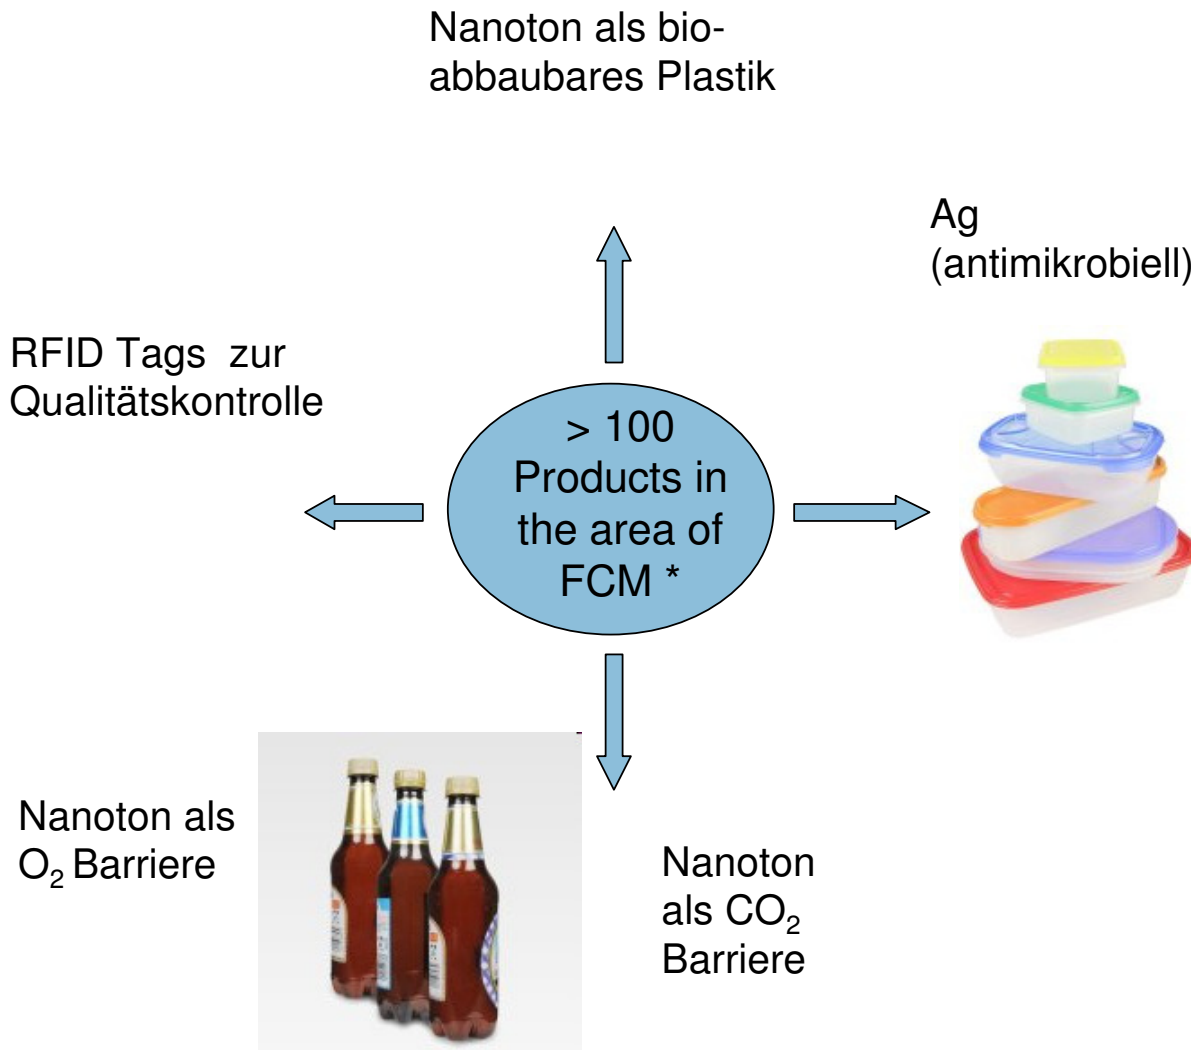 Nanoton als bio-
abbaubares Plastik
Ag
(antimikrobiell)
RFID Tags  zur
Qualitätskontrolle
> 100
Products in
the area of
FCM *
Nanoton als
O₂ Barriere
Nanoton
als CO₂
Barriere